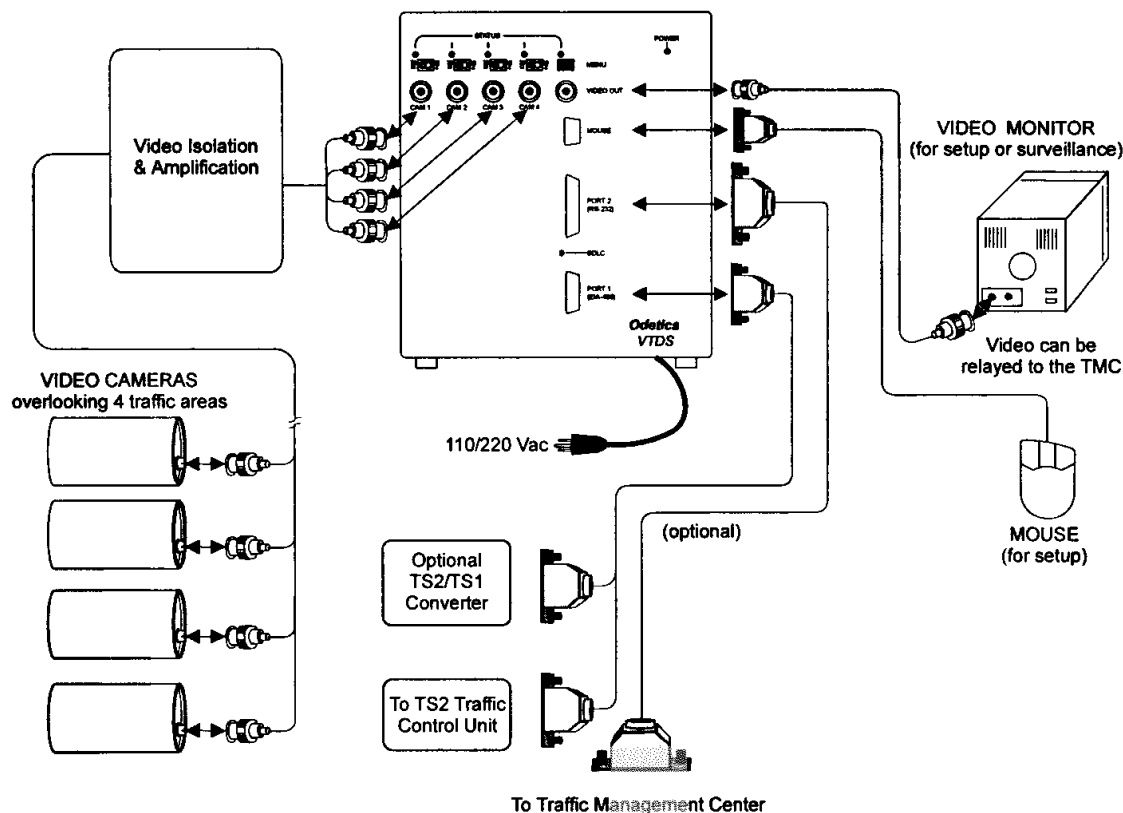 STATUS
POWER
MENU
VIDEO OUT
CAM 1 CAM 2 CAM 3 CAM 4
MOUSE
PORT 2
(RS-232)
SDLC
PORT 1
Odetics
VTDS
Video Isolation
& Amplification
VIDEO MONITOR
(for setup or surveillance)
Video can be
relayed to the TMC
VIDEO CAMERAS
overlooking 4 traffic areas
110/220 Vac
(optional)
MOUSE
(for setup)
Optional
TS2/TS1
Converter
To TS2 Traffic
Control Unit
To Traffic Management Center